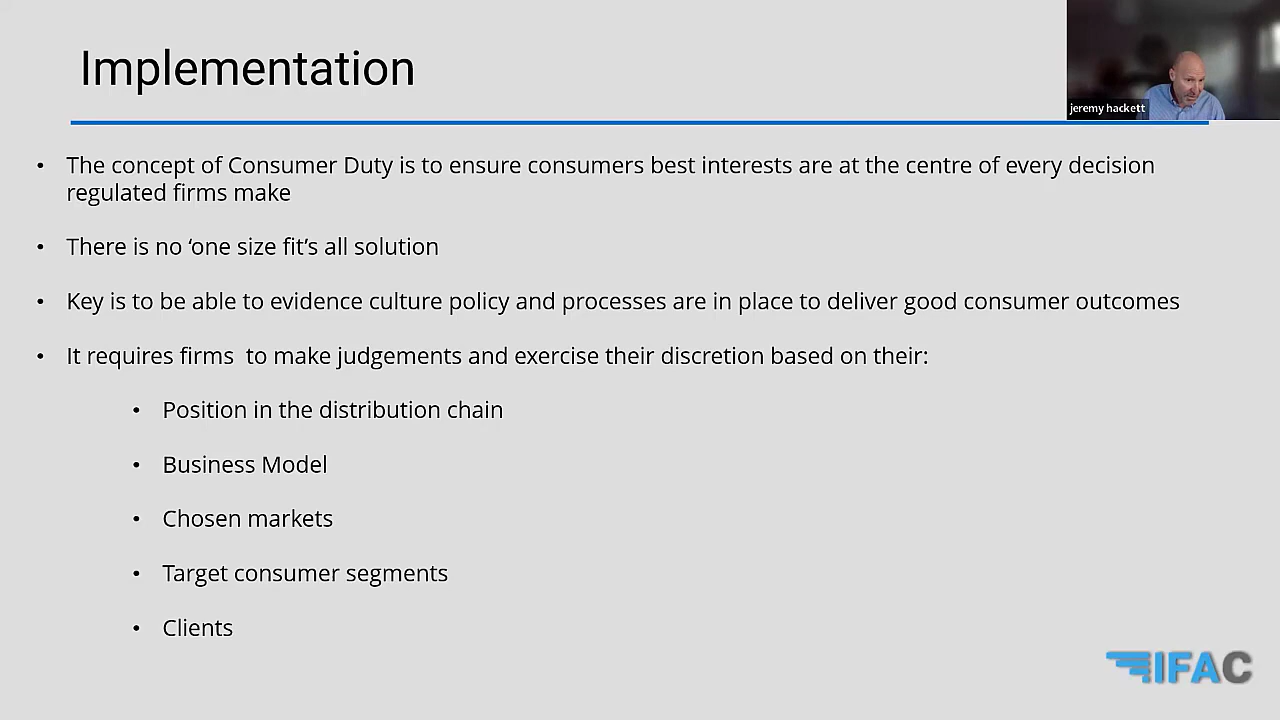 Implementation
jeremy hackett
• The concept of Consumer Duty is to ensure consumers best interests are at the centre of every decision
regulated firms make
• There is no ‘one size fit’s all solution
• Key is to be able to evidence culture policy and processes are in place to deliver good consumer outcomes
• It requires firms  to make judgements and exercise their discretion based on their:
• Position in the distribution chain
• Business Model
• Chosen markets
• Target consumer segments
• Clients
IFAC